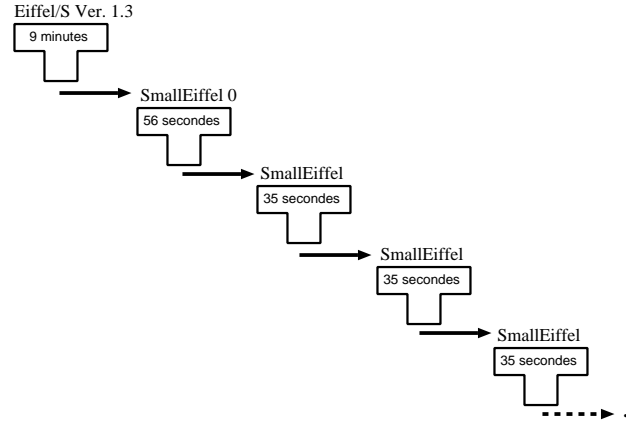 Eiffel/S Ver. 1.3
9 minutes
SmallEiffel 0
56 secondes
SmallEiffel
35 secondes
SmallEiffel
35 secondes
SmallEiffel
35 secondes